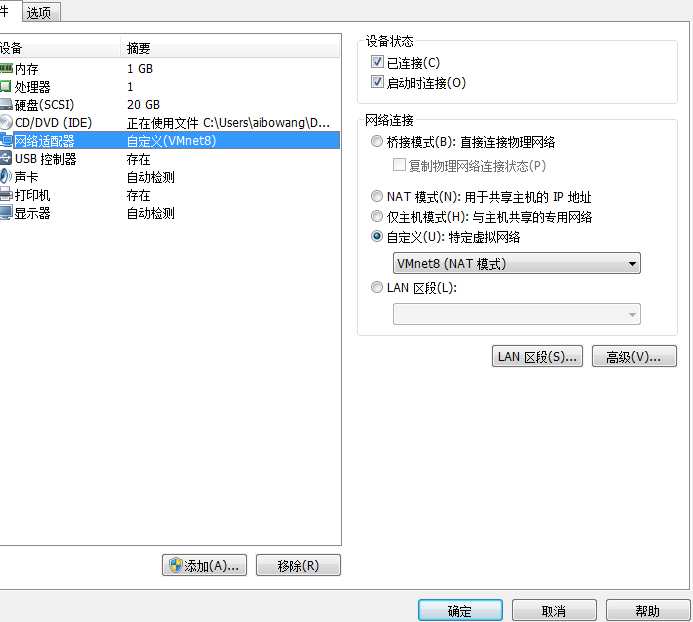 件 选项
设备 摘要
内存 1 GB
处理器 1
硬盘(SCSI) 20 GB
CD/DVD (IDE) 正在使用文件 C:\Users\aibowang\D...
网络适配器 自定义(VMnet8)
USB 控制器 存在
声卡 自动检测
打印机 存在
显示器 自动检测
添加(A)... 移除(R)
设备状态
已连接(C)
启动时连接(O)
网络连接
桥接模式(B): 直接连接物理网络
复制物理网络连接状态(P)
NAT 模式(N): 用于共享主机的 IP 地址
仅主机模式(H): 与主机共享的专用网络
自定义(U): 特定虚拟网络
VMnet8 (NAT 模式)
LAN 区段(L):
LAN 区段(S)... 高级(V)...
确定 取消 帮助